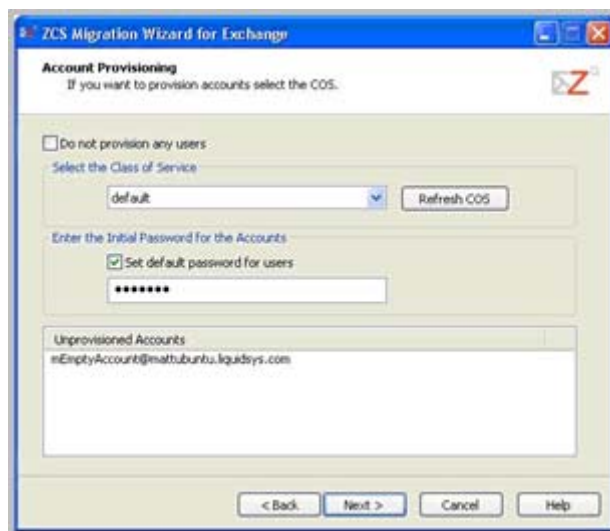 ZCS Migration Wizard for Exchange
Account Provisioning
If you want to provision accounts select the COS.
Z
Do not provision any users
Select the Class of Service
default
Refresh COS
Enter the Initial Password for the Accounts
Set default password for users
•••••••
Unprovisioned Accounts
mEmptyAccount@mattubuntu.liquidsys.com
< Back
Next >
Cancel
Help